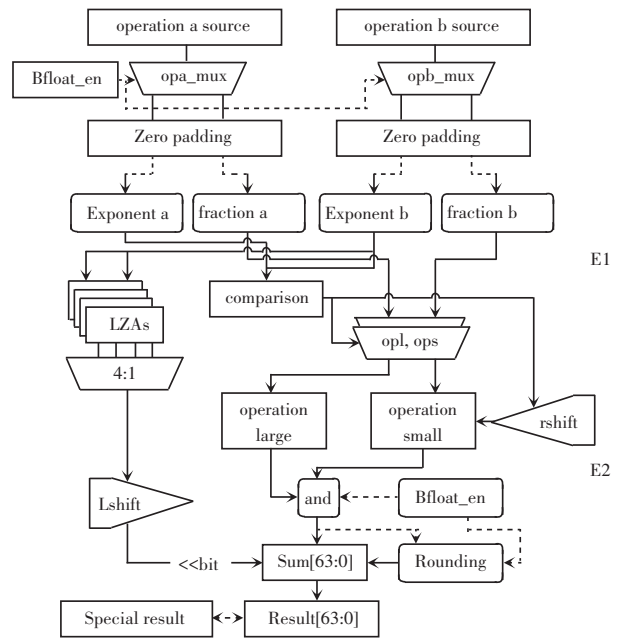 operation a source
operation b source
Bfloat_en
opa_mux
opb_mux
Zero padding
Zero padding
Exponent a
fraction a
Exponent b
fraction b
E1
comparison
LZAs
opl, ops
4:1
operation
large
operation
small
rshift
E2
Lshift
and
Bfloat_en
<<bit
Sum[63:0]
Rounding
Special result
Result[63:0]